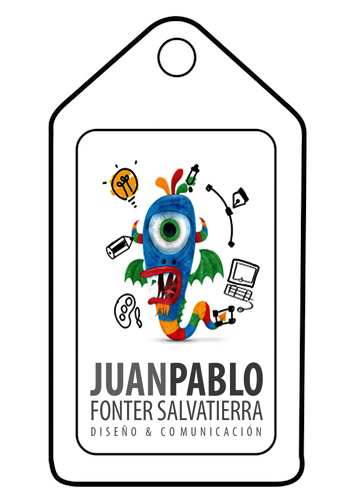 JUANPABLO
FONTER SALVATIERRA
DISEÑO & COMUNICACIÓN